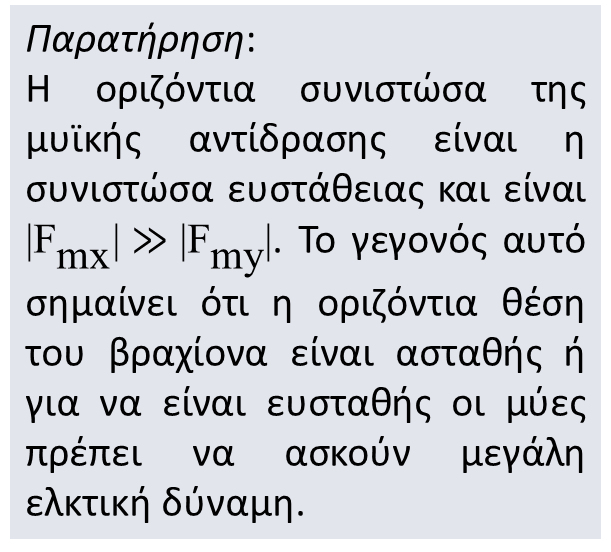 Παρατήρηση:
Η οριζόντια συνιστώσα της
μυϊκής αντίδρασης είναι η
συνιστώσα ευστάθειας και είναι
|Fmx| ≫ |Fmy|. Το γεγονός αυτό
σημαίνει ότι η οριζόντια θέση
του βραχίονα είναι ασταθής ή
για να είναι ευσταθής οι μύες
πρέπει να ασκούν μεγάλη
ελκτική δύναμη.